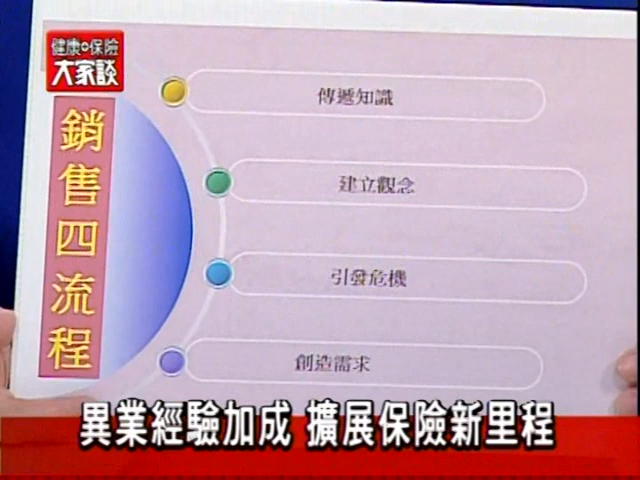 健康保險
大家談
銷售四流程
傳遞知識
建立觀念
引發危機
創造需求
異業經驗加成 擴展保險新里程